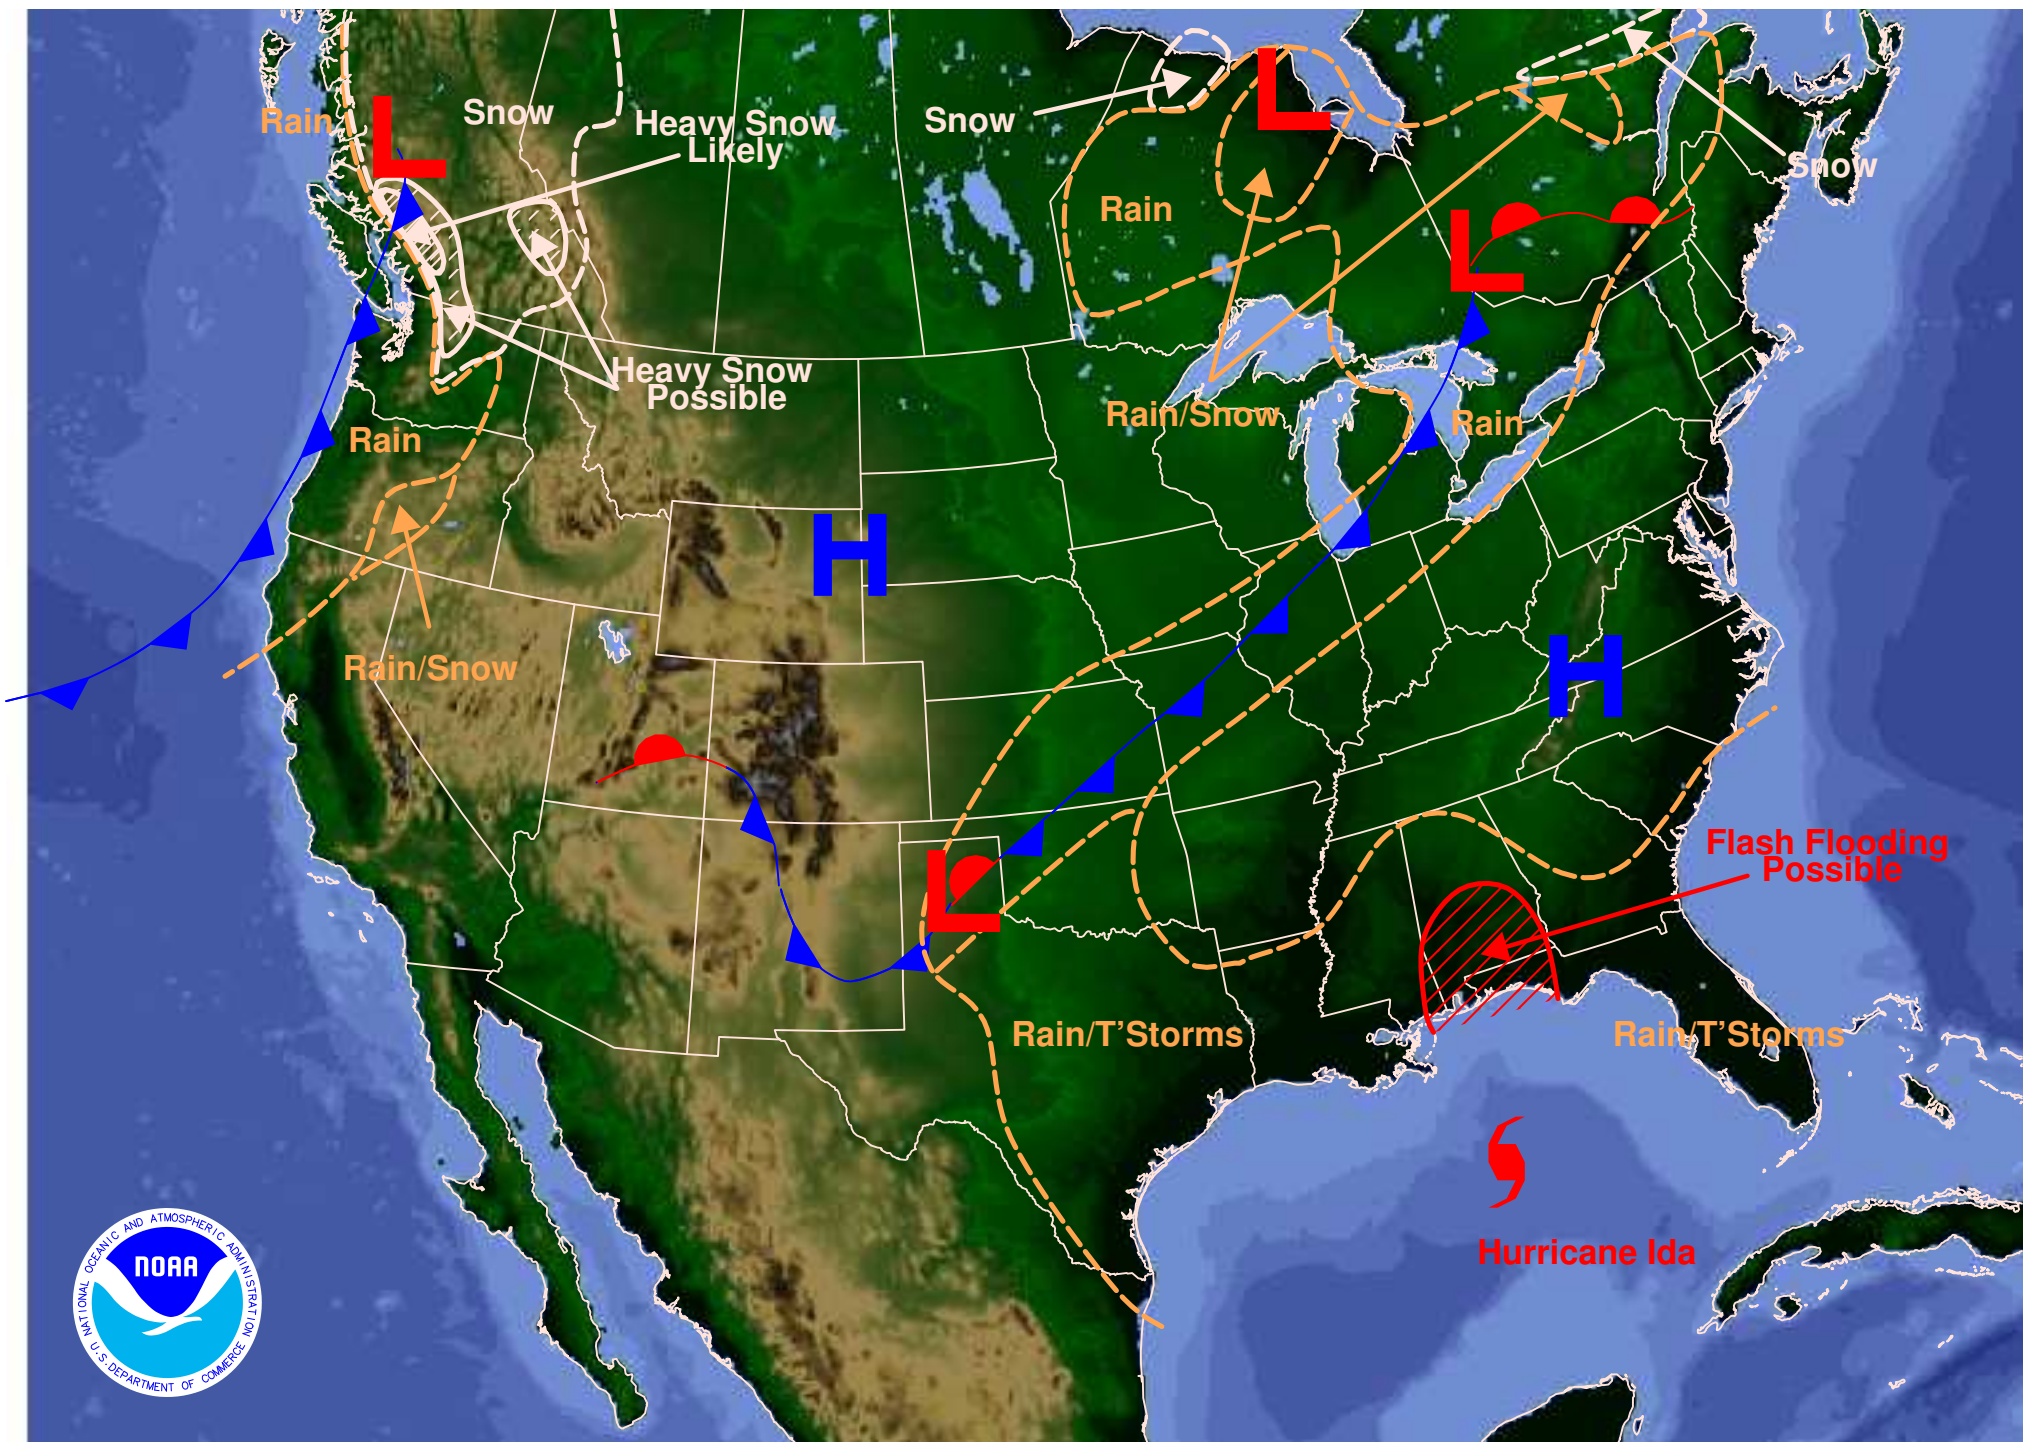 Rain
Snow
Heavy Snow
Likely
Snow
Snow
L
L
Rain
L
Heavy Snow
Possible
Rain/Snow
Rain
Rain
H
Rain/Snow
H
Flash Flooding
Possible
L
Rain/T'Storms
Rain/T'Storms
Hurricane Ida
NATIONAL OCEANIC AND ATMOSPHERIC ADMINISTRATION
NOAA
U.S. DEPARTMENT OF COMMERCE